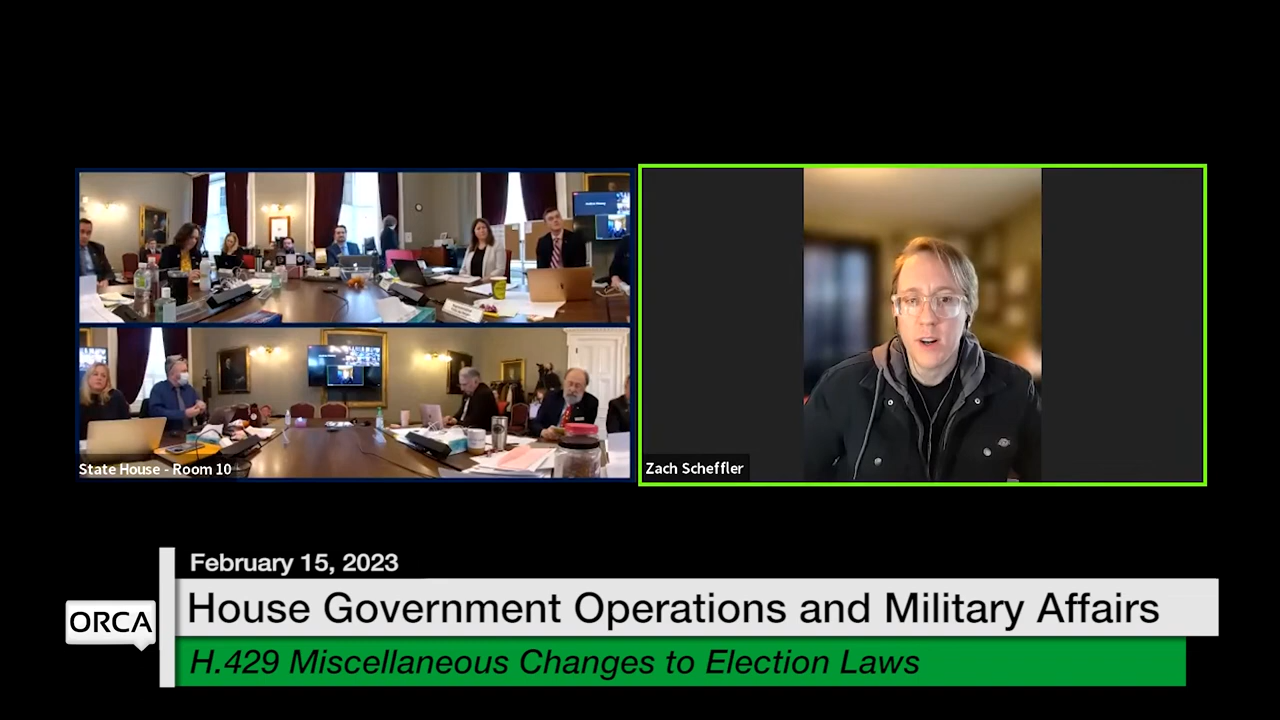 State House - Room 10
Zach Scheffler
February 15, 2023
House Government Operations and Military Affairs
ORCA
H.429 Miscellaneous Changes to Election Laws